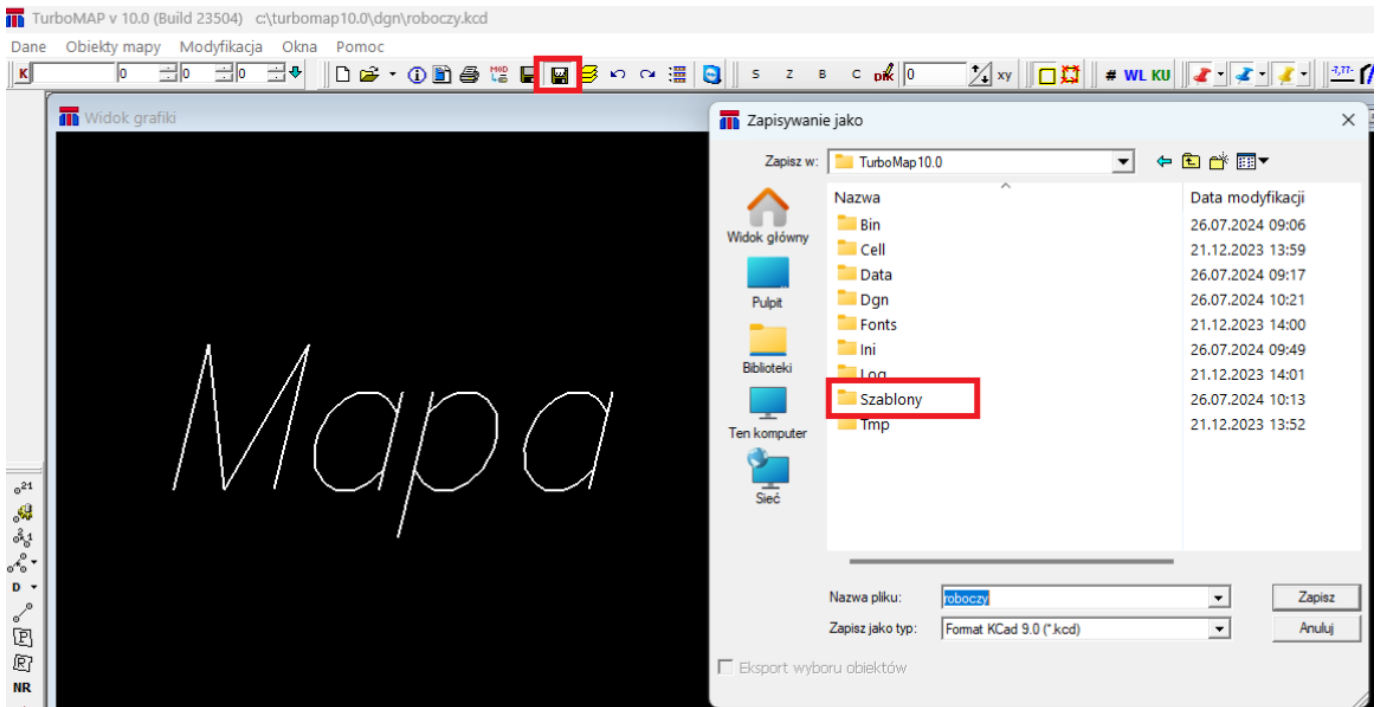 TurboMAP v 10.0 (Build 23504) c:\turbomap10.0\dgn\roboczy.kcd
Dane Obiekty mapy Modyfikacja Okna Pomoc
K 0 0 0 MOD S Z B C DK 0 xy # WL KU
Widok grafiki
Mapa
21
D
P
R
NR
Zapisywanie jako
Zapisz w: TurboMap10.0
Widok główny
Pulpit
Biblioteki
Ten komputer
Sieć
Nazwa Data modyfikacji
Bin 26.07.2024 09:06
Cell 21.12.2023 13:59
Data 26.07.2024 09:17
Dgn 26.07.2024 10:21
Fonts 21.12.2023 14:00
Ini 26.07.2024 09:49
Log 21.12.2023 14:01
Szablony 26.07.2024 10:13
Tmp 21.12.2023 13:52
Nazwa pliku: roboczy Zapisz
Zapisz jako typ: Format KCad 9.0 (*.kcd) Anuluj
Eksport wyboru obiektów